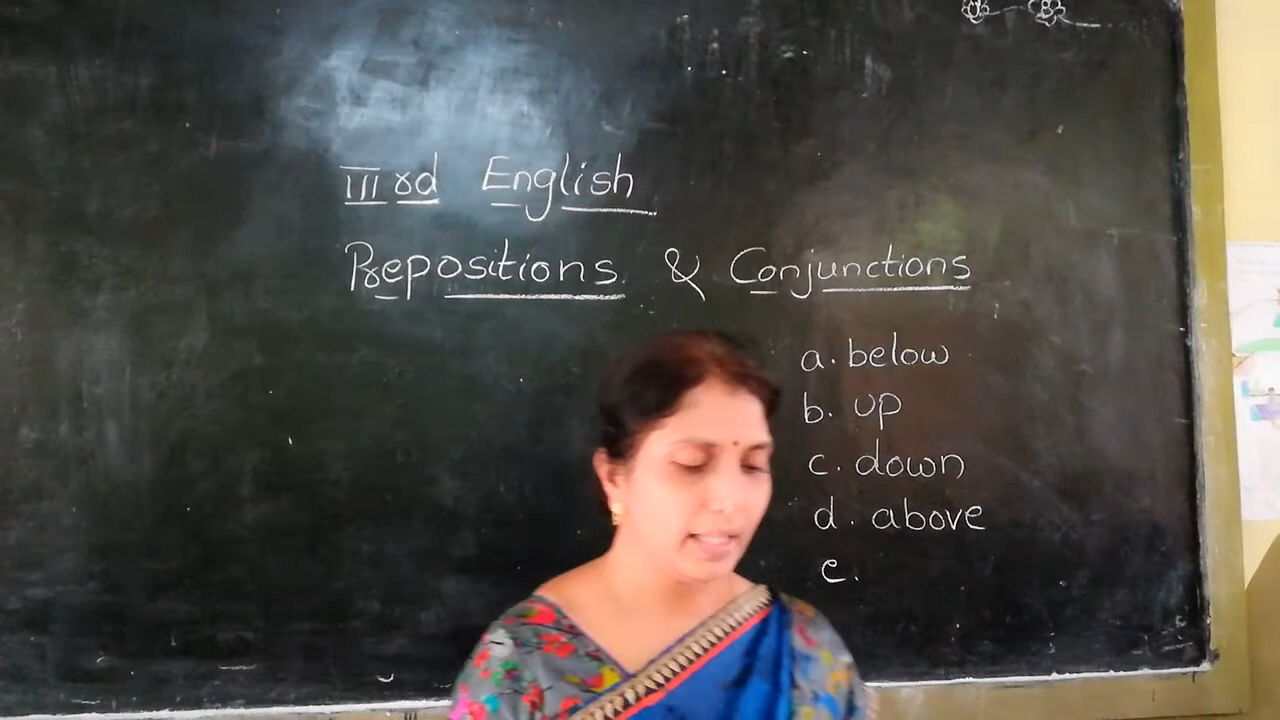 III rd English
Prepositions & Conjunctions
a. below
b. up
c. down
d. above
e.